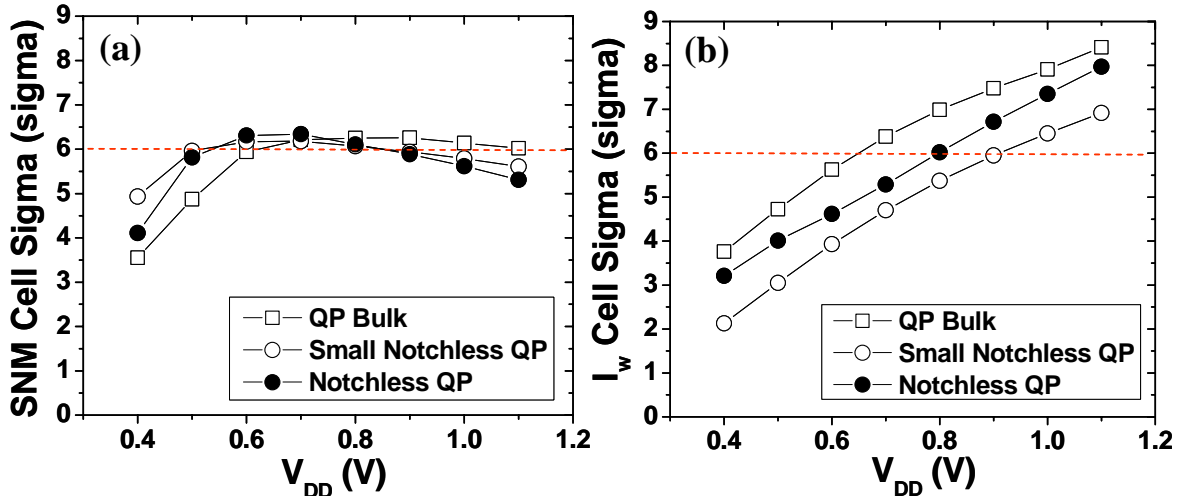 (a)
SNM Cell Sigma (sigma)
9
8
7
6
5
4
3
2
1
0
QP Bulk
Small Notchless QP
Notchless QP
0.4 0.6 0.8 1.0 1.2
VDD (V)
(b)
Iw Cell Sigma (sigma)
9
8
7
6
5
4
3
2
1
0
QP Bulk
Small Notchless QP
Notchless QP
0.4 0.6 0.8 1.0 1.2
VDD (V)